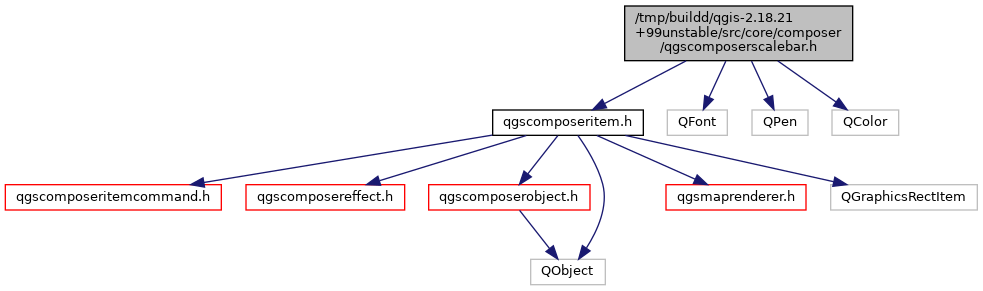 /tmp/buildd/qgis-2.18.21
+99unstable/src/core/composer
/qgscomposerscalebar.h
qgscomposeritem.h
QFont
QPen
QColor
qgscomposeritemcommand.h
qgscomposereffect.h
qgscomposerobject.h
qgsmaprenderer.h
QGraphicsRectItem
QObject